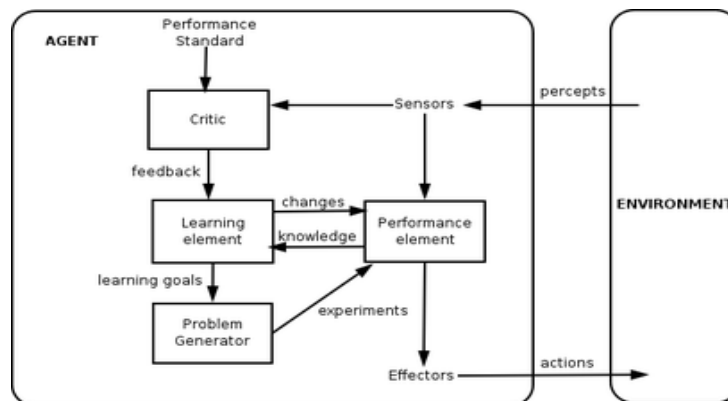 AGENT
Performance
Standard
Critic
Sensors
percepts
feedback
changes
Learning
element
Performance
element
ENVIRONMENT
knowledge
learning goals
experiments
Problem
Generator
Effectors
actions